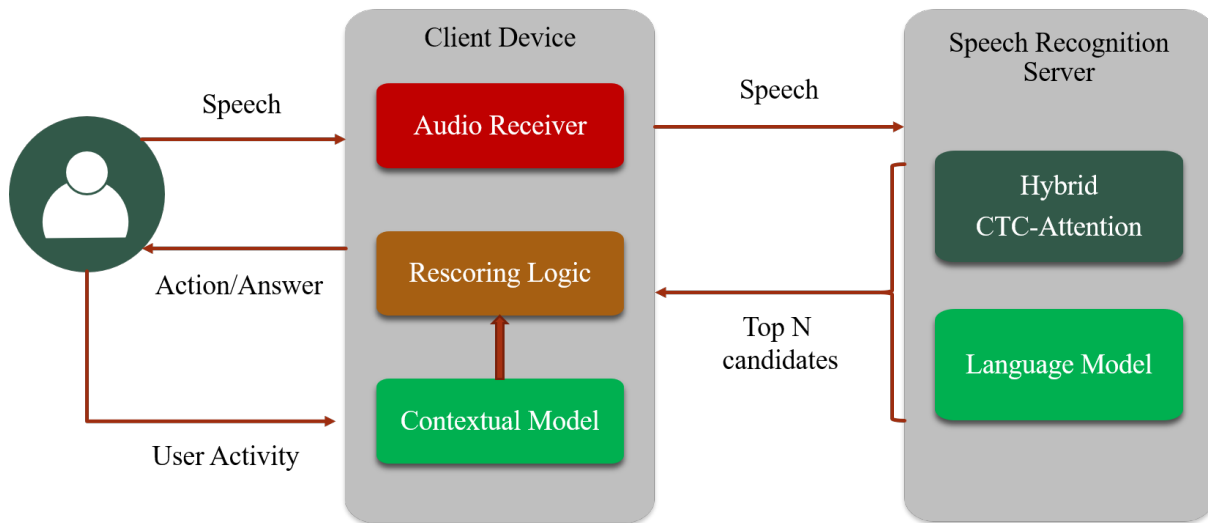 Client Device
Speech Recognition
Server
Speech
Audio Receiver
Speech
Hybrid
CTC-Attention
Action/Answer
Rescoring Logic
Top N
candidates
Language Model
Contextual Model
User Activity